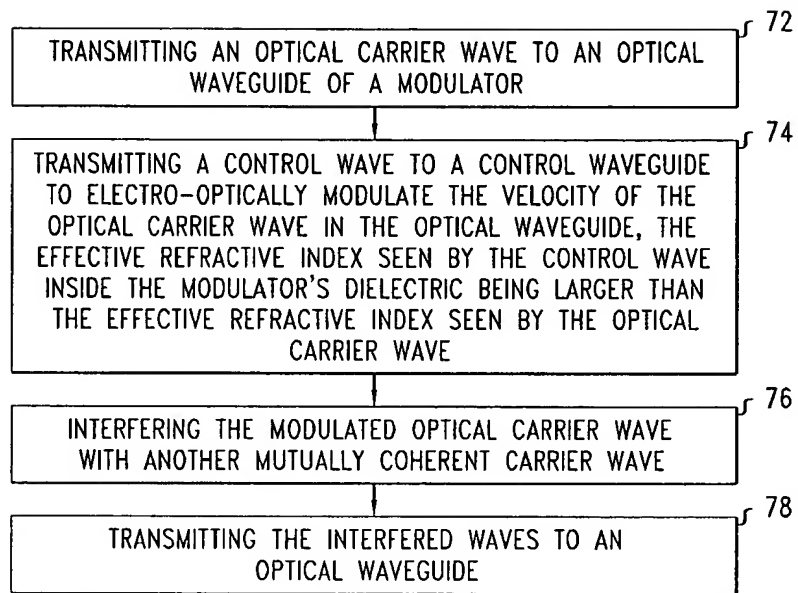 72
TRANSMITTING AN OPTICAL CARRIER WAVE TO AN OPTICAL
WAVEGUIDE OF A MODULATOR
74
TRANSMITTING A CONTROL WAVE TO A CONTROL WAVEGUIDE
TO ELECTRO-OPTICALLY MODULATE THE VELOCITY OF THE
OPTICAL CARRIER WAVE IN THE OPTICAL WAVEGUIDE, THE
EFFECTIVE REFRACTIVE INDEX SEEN BY THE CONTROL WAVE
INSIDE THE MODULATOR'S DIELECTRIC BEING LARGER THAN
THE EFFECTIVE REFRACTIVE INDEX SEEN BY THE OPTICAL
CARRIER WAVE
76
INTERFERING THE MODULATED OPTICAL CARRIER WAVE
WITH ANOTHER MUTUALLY COHERENT CARRIER WAVE
78
TRANSMITTING THE INTERFERED WAVES TO AN
OPTICAL WAVEGUIDE